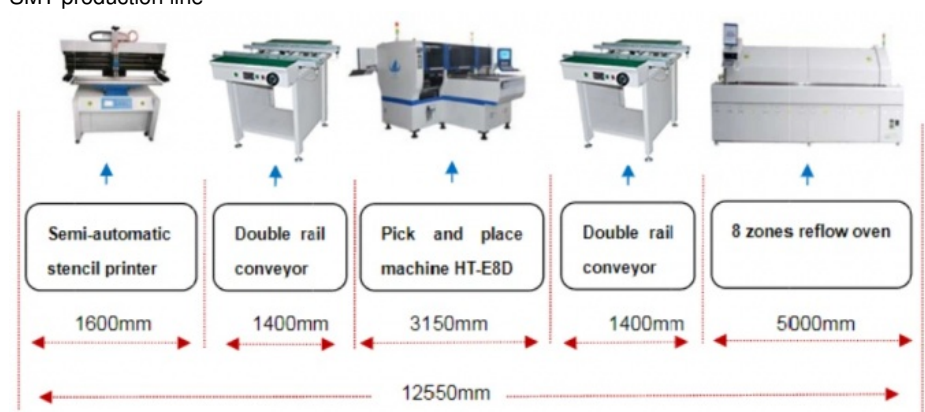 SMT production line
Semi-automatic
stencil printer
Double rail
conveyor
Pick and place
machine HT-E8D
Double rail
conveyor
8 zones reflow oven
1600mm
1400mm
3150mm
1400mm
5000mm
12550mm